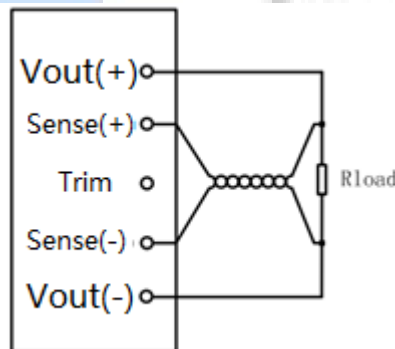 Vout(+)
Sense(+)
Trim
Rload
Sense(-)
Vout(-)